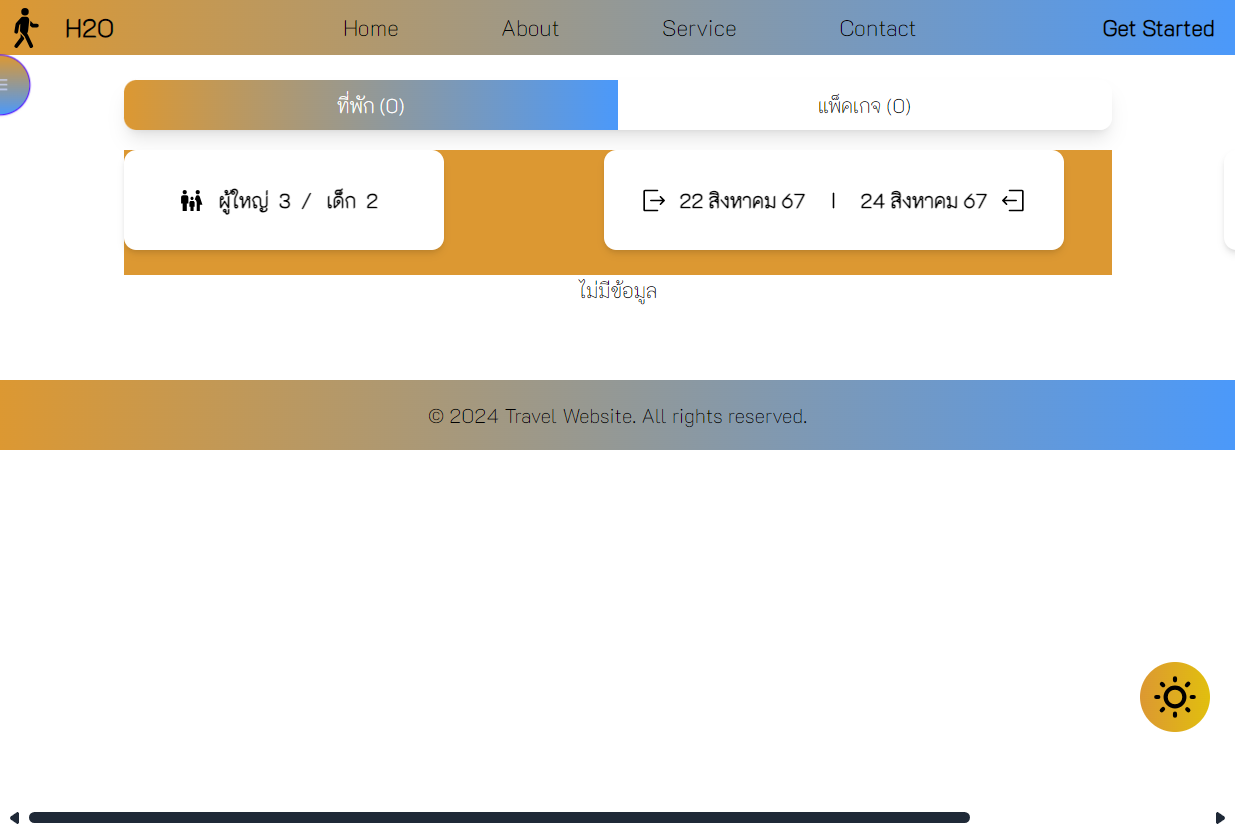 H2O Home About Service Contact Get Started
ที่พัก (0) แพ็คเกจ (0)
ผู้ใหญ่ 3 / เด็ก 2 22 สิงหาคม 67 | 24 สิงหาคม 67
ไม่มีข้อมูล
© 2024 Travel Website. All rights reserved.